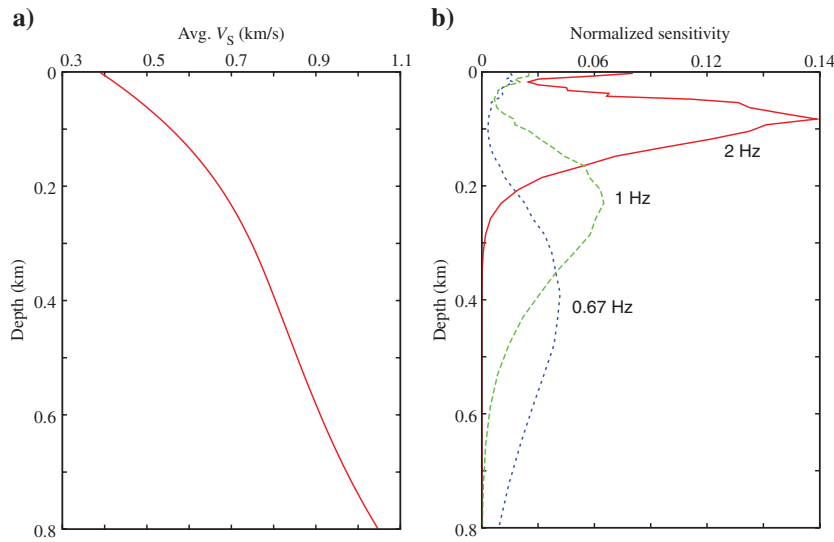 a)
Avg. VS (km/s)
0.3 0.5 0.7 0.9 1.1
0
0.2
0.4
0.6
0.8
Depth (km)
b)
Normalized sensitivity
0 0.06 0.12 0.14
0
0.2
0.4
0.6
0.8
Depth (km)
2 Hz
1 Hz
0.67 Hz